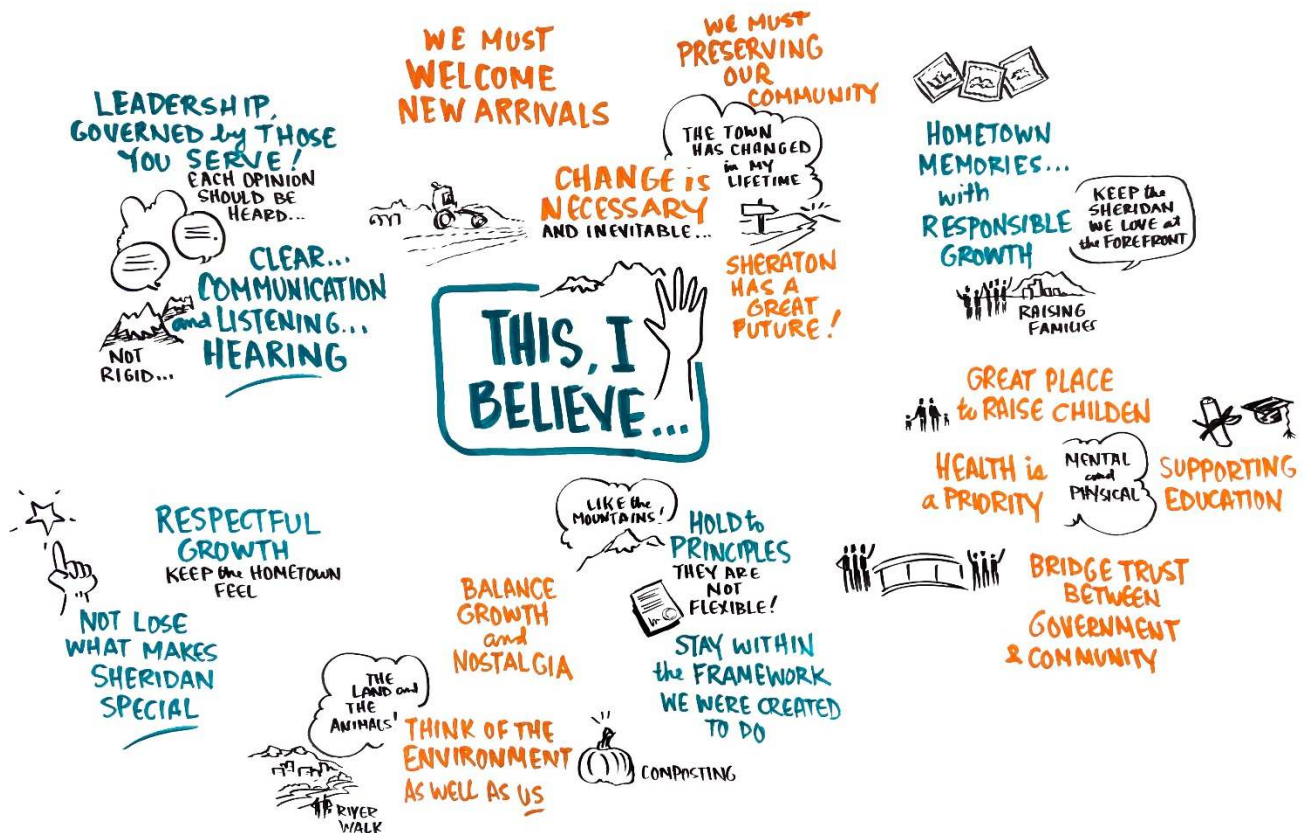 WE MUST
WELCOME
NEW ARRIVALS
WE MUST
PRESERVING
OUR
COMMUNITY
LEADERSHIP,
GOVERNED by THOSE
YOU SERVE!
EACH OPINION
SHOULD BE
HEARD...
CLEAR...
COMMUNICATION
and LISTENING...
HEARING
NOT
RIGID...
CHANGE is
NECESSARY
AND INEVITABLE...
THE TOWN
HAS CHANGED
in MY
LIFETIME
SHERATON
HAS A
GREAT
FUTURE!
HOMETOWN
MEMORIES...
with
RESPONSIBLE
GROWTH
KEEP the
SHERIDAN
WE LOVE at
the FOREFRONT
RAISING
FAMILIES
THIS, I
BELIEVE...
GREAT PLACE
to RAISE CHILDEN
HEALTH is
a PRIORITY
MENTAL
and
PHYSICAL
SUPPORTING
EDUCATION
BRIDGE TRUST
BETWEEN
GOVERNMENT
& COMMUNITY
RESPECTFUL
GROWTH
KEEP the HOMETOWN
FEEL
NOT LOSE
WHAT MAKES
SHERIDAN
SPECIAL
LIKE the
MOUNTAINS!
HOLD to
PRINCIPLES
THEY ARE
NOT
FLEXIBLE!
STAY WITHIN
the FRAMEWORK
WE WERE CREATED
TO DO
BALANCE
GROWTH
and
NOSTALGIA
THE
LAND and
THE
ANIMALS'
THINK OF THE
ENVIRONMENT
AS WELL AS US
RIVER
WALK
COMPOSTING